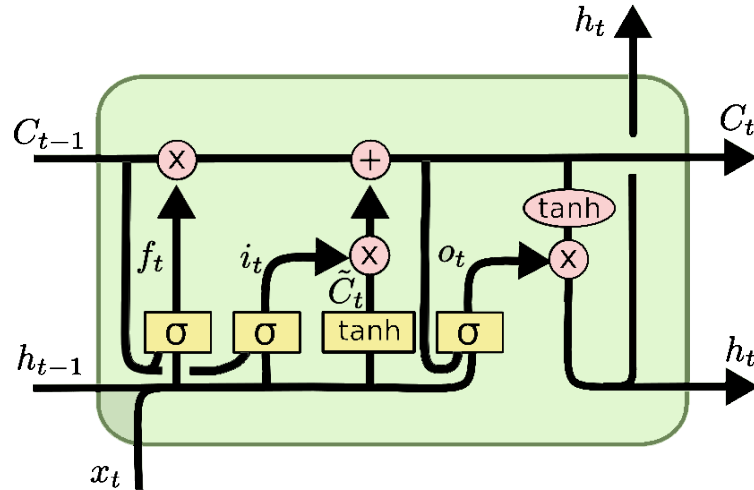 h_t
C_{t-1}
C_t
x
+
tanh
f_t
i_t
x
o_t
x
C̃_t
σ
σ
tanh
σ
h_{t-1}
h_t
x_t